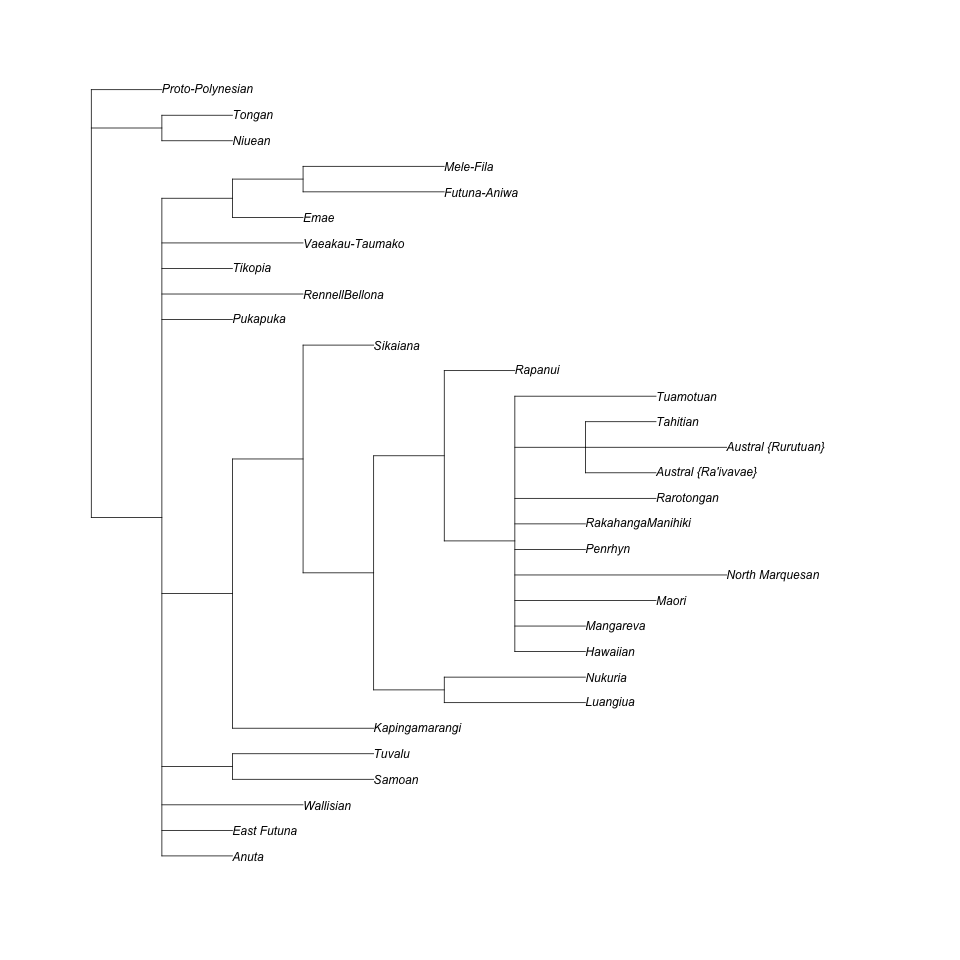 Proto-Polynesian
Tongan
Niuean
Mele-Fila
Futuna-Aniwa
Emae
Vaeakau-Taumako
Tikopia
RennellBellona
Pukapuka
Sikaiana
Rapanui
Tuamotuan
Tahitian
Austral {Rurutuan}
Austral {Ra'ivavae}
Rarotongan
RakahangaManihiki
Penrhyn
North Marquesan
Maori
Mangareva
Hawaiian
Nukuria
Luangiua
Kapingamarangi
Tuvalu
Samoan
Wallisian
East Futuna
Anuta